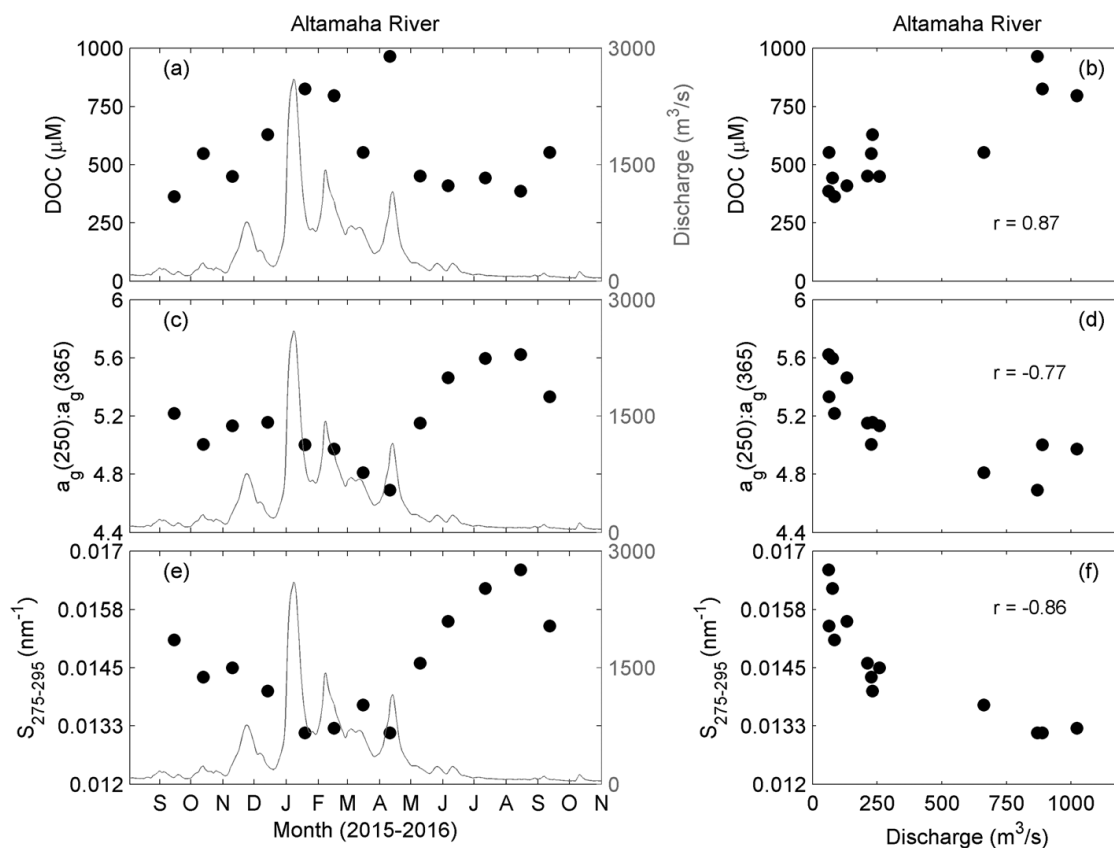 Altamaha River
Altamaha River
(a)
1000
750
500
250
0
DOC (μM)
3000
1500
0
Discharge (m³/s)
(b)
1000
750
500
250
0
DOC (μM)
r = 0.87
(c)
5.6
5.2
4.8
4.4
a_g(250):a_g(365)
3000
1500
0
(d)
6
5.6
5.2
4.8
4.4
a_g(250):a_g(365)
r = -0.77
(e)
0.017
0.0158
0.0145
0.0133
0.012
S₂₇₅₋₂₉₅ (nm⁻¹)
3000
1500
0
S O N D J F M A M J J A S O N
Month (2015-2016)
(f)
0.017
0.0158
0.0145
0.0133
0.012
S₂₇₅₋₂₉₅ (nm⁻¹)
r = -0.86
0 250 500 750 1000
Discharge (m³/s)